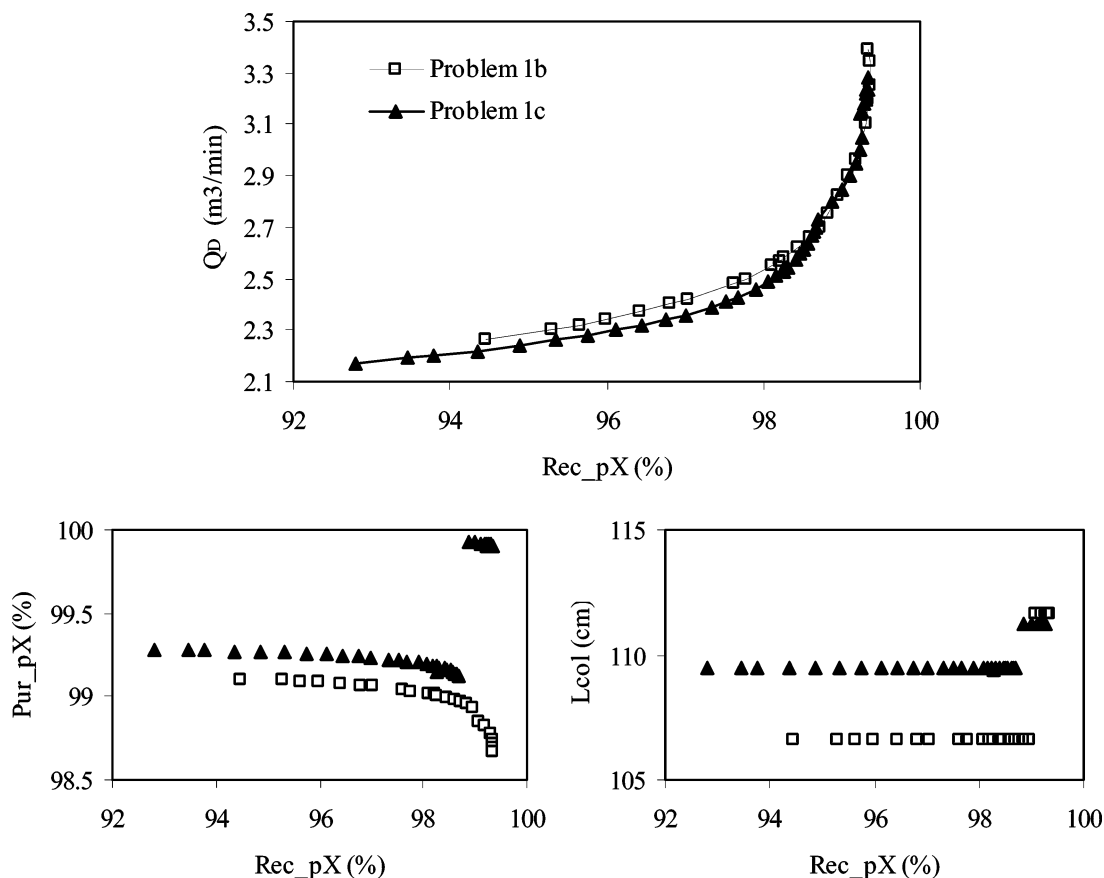 3.5
3.3
3.1
2.9
2.7
2.5
2.3
2.1
QD (m3/min)
Problem 1b
Problem 1c
92 94 96 98 100
Rec_pX (%)
100
99.5
99
98.5
Pur_pX (%)
92 94 96 98 100
Rec_pX (%)
115
110
105
Lcol (cm)
92 94 96 98 100
Rec_pX (%)